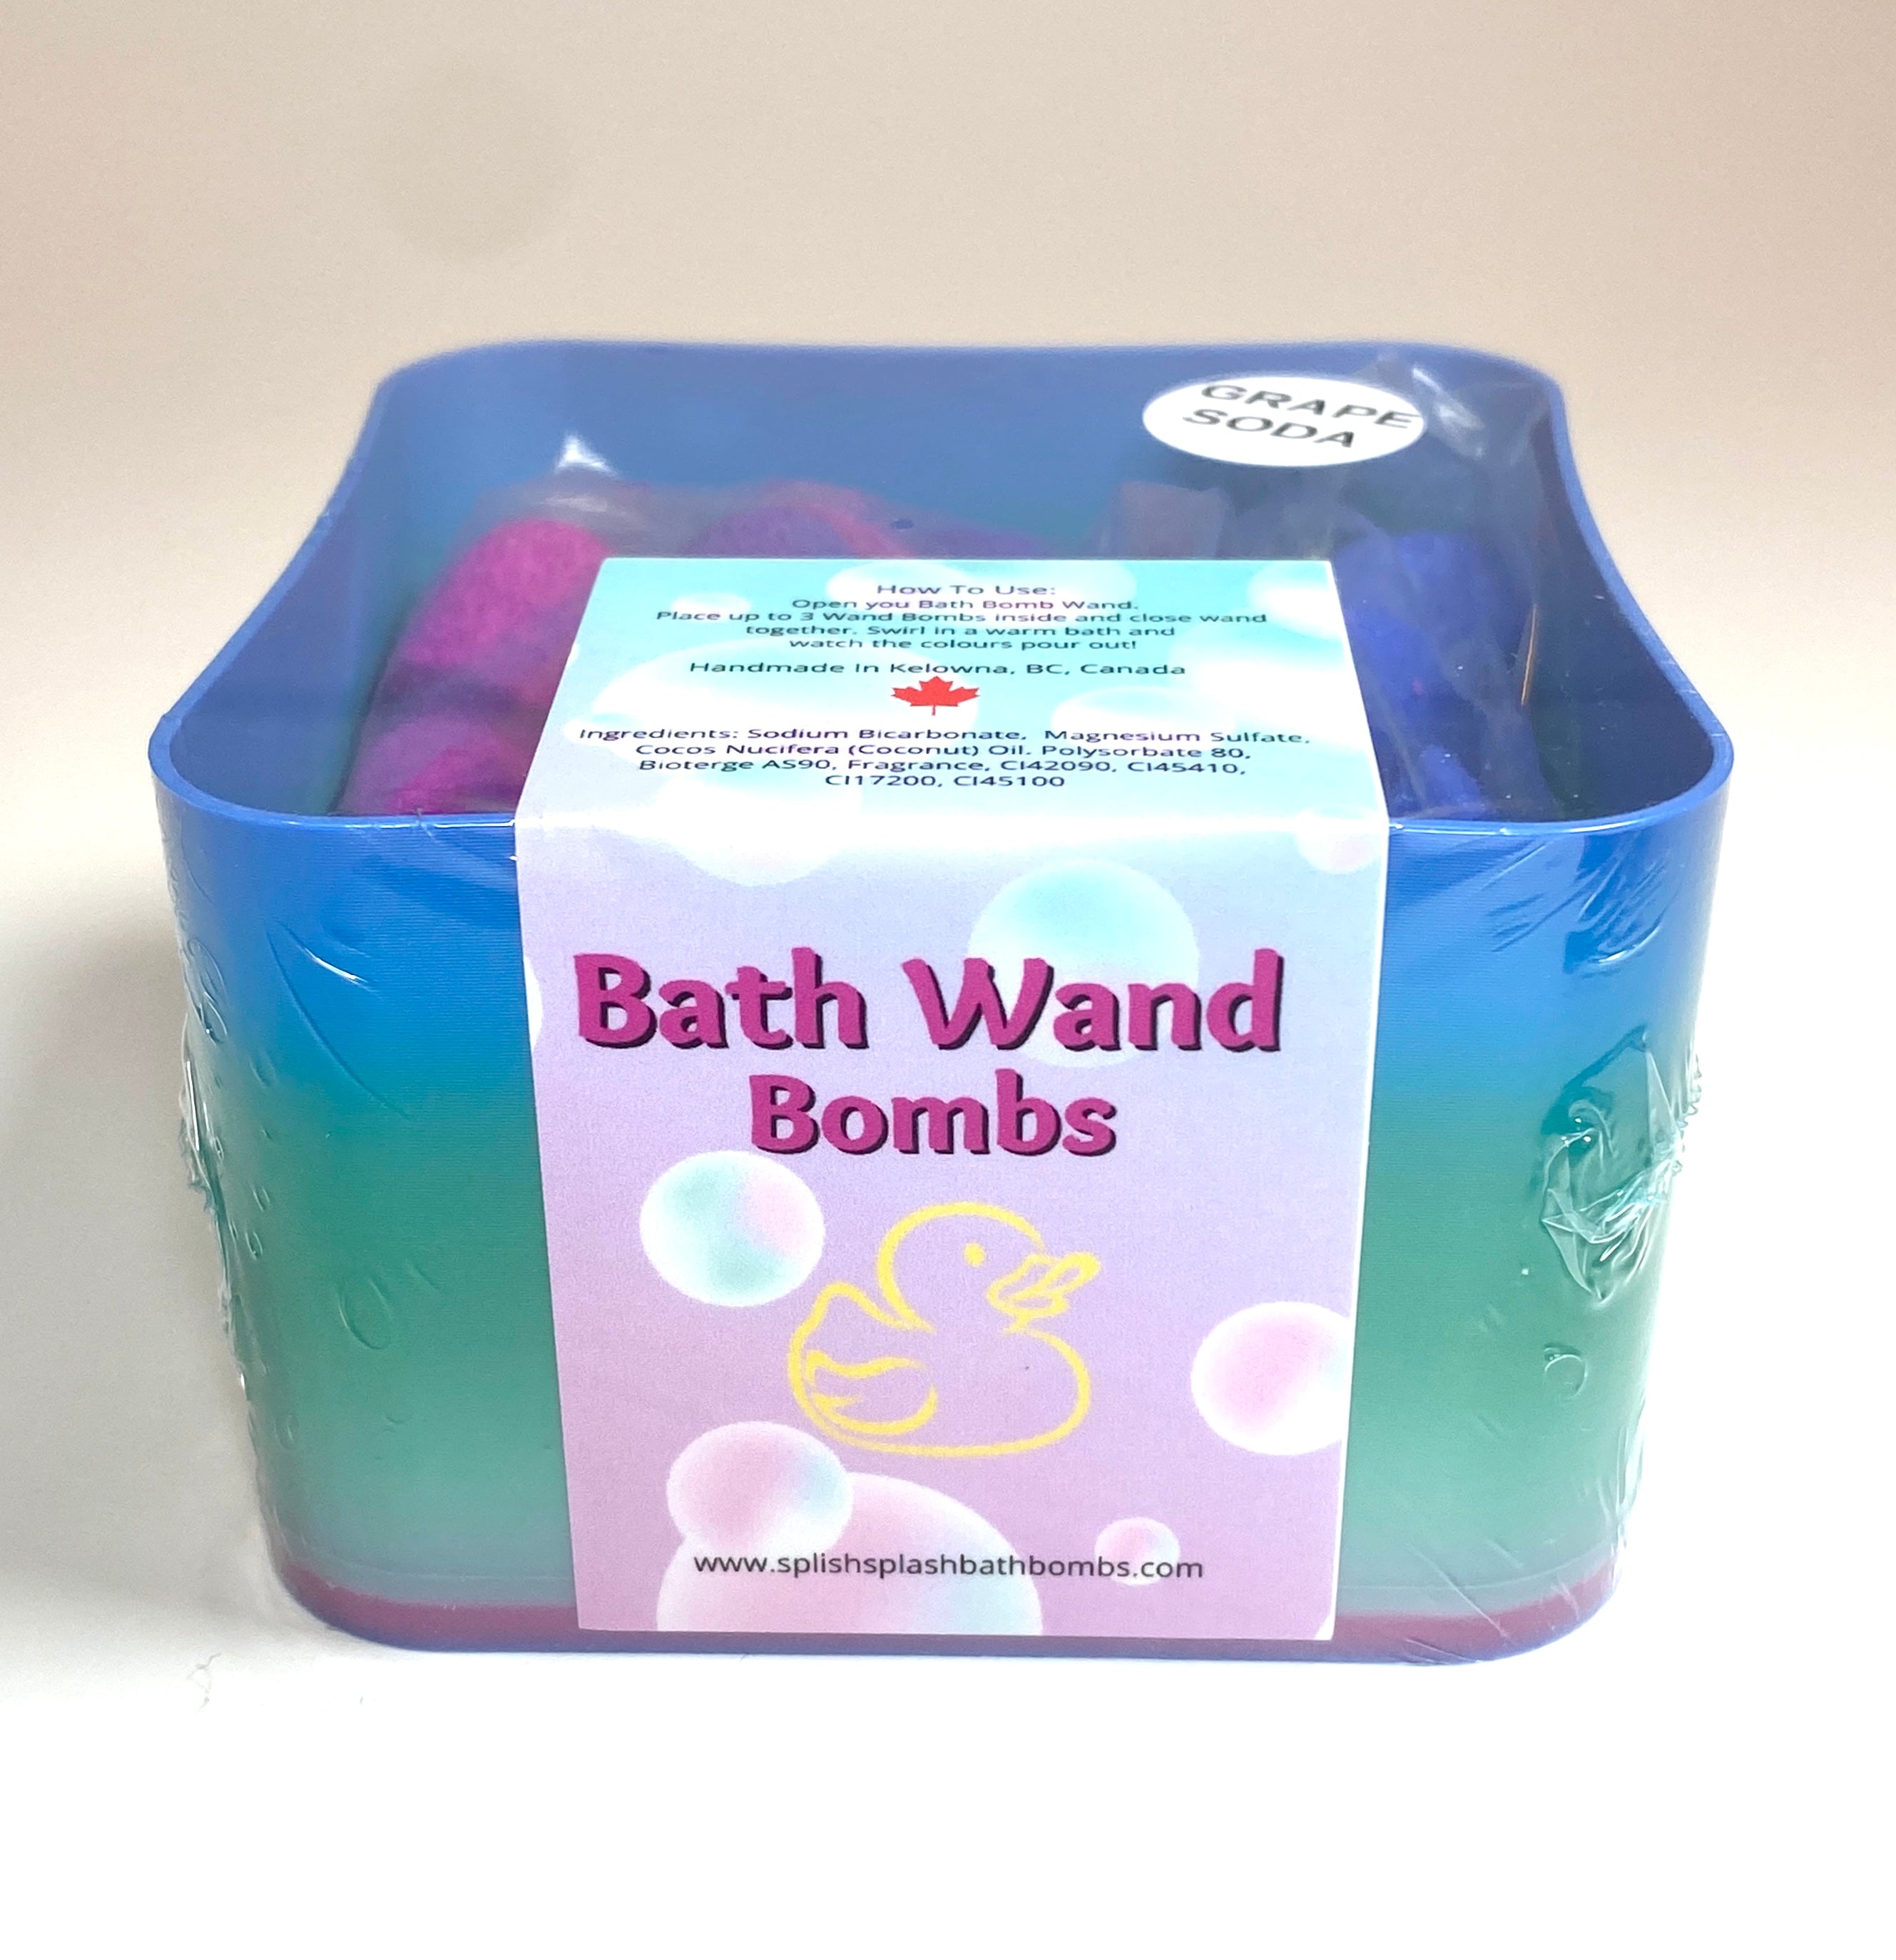 GRAPE
SODA
How To Use:
Open you Bath Bomb Wand.
Place up to 3 Wand Bombs inside and close wand
together. Swirl in a warm bath and
watch the colours pour out!
Handmade In Kelowna, BC, Canada
Ingredients: Sodium Bicarbonate, Magnesium Sulfate,
Cocos Nucifera (Coconut) Oil. Polysorbate 80,
Bioterge AS90, Fragrance, CI42090, CI45410,
CI17200, CI45100
Bath Wand
Bombs
www.splishsplashbathbombs.com